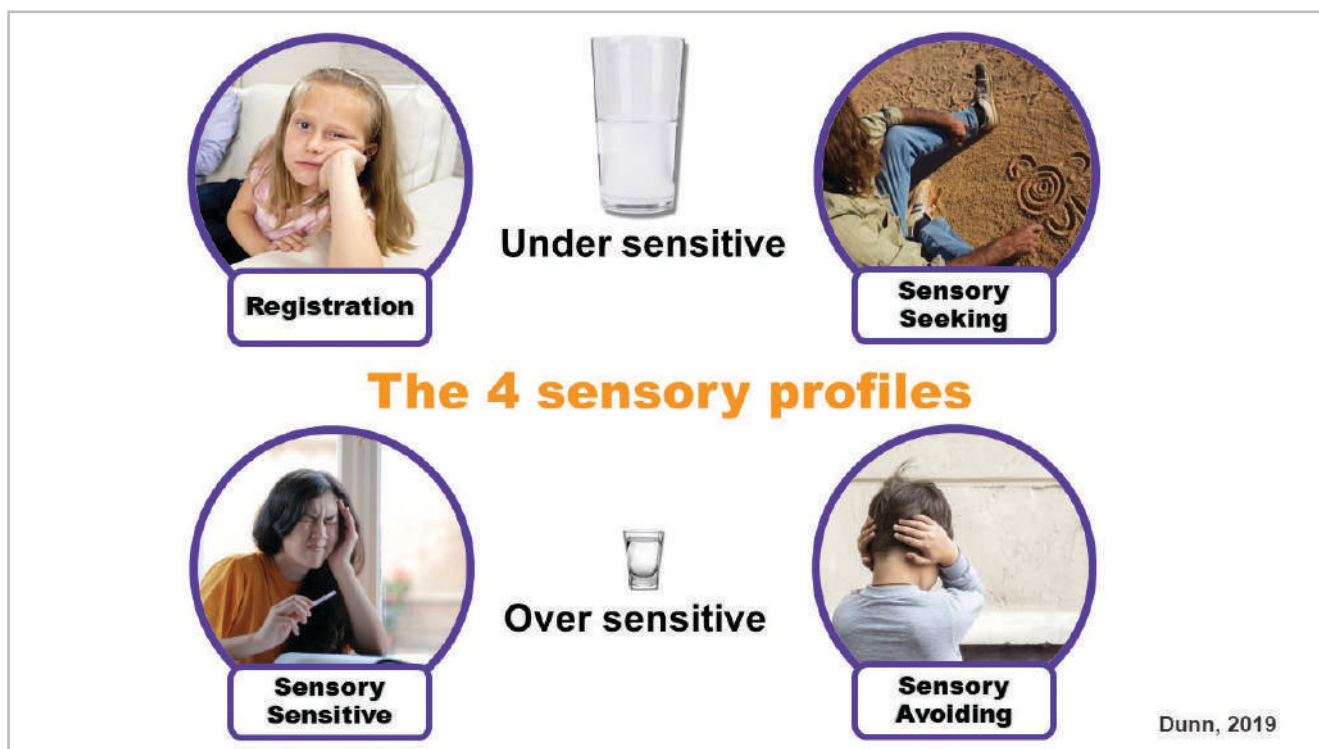 Under sensitive
Registration
Sensory
Seeking
The 4 sensory profiles
Over sensitive
Sensory
Sensitive
Sensory
Avoiding
Dunn, 2019